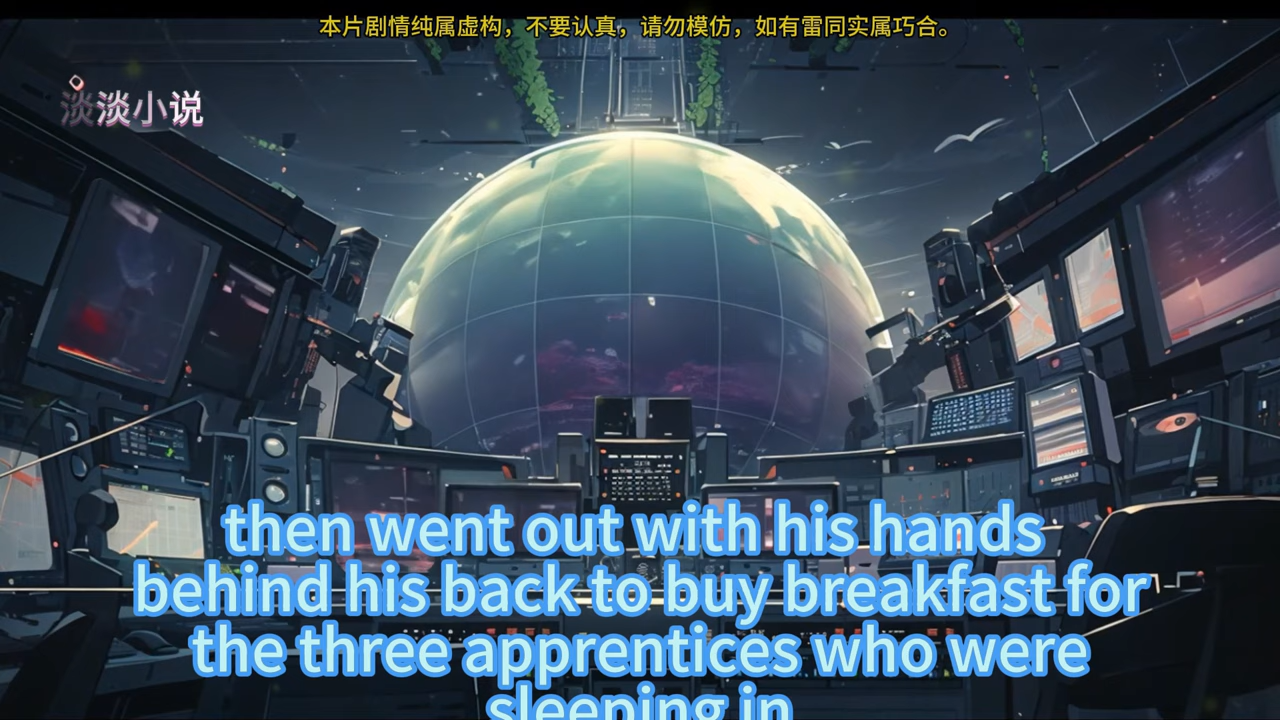 本片剧情纯属虚构，不要认真，请勿模仿，如有雷同实属巧合。
淡淡小说
then went out with his hands
behind his back to buy breakfast for
the three apprentices who were
sleeping in